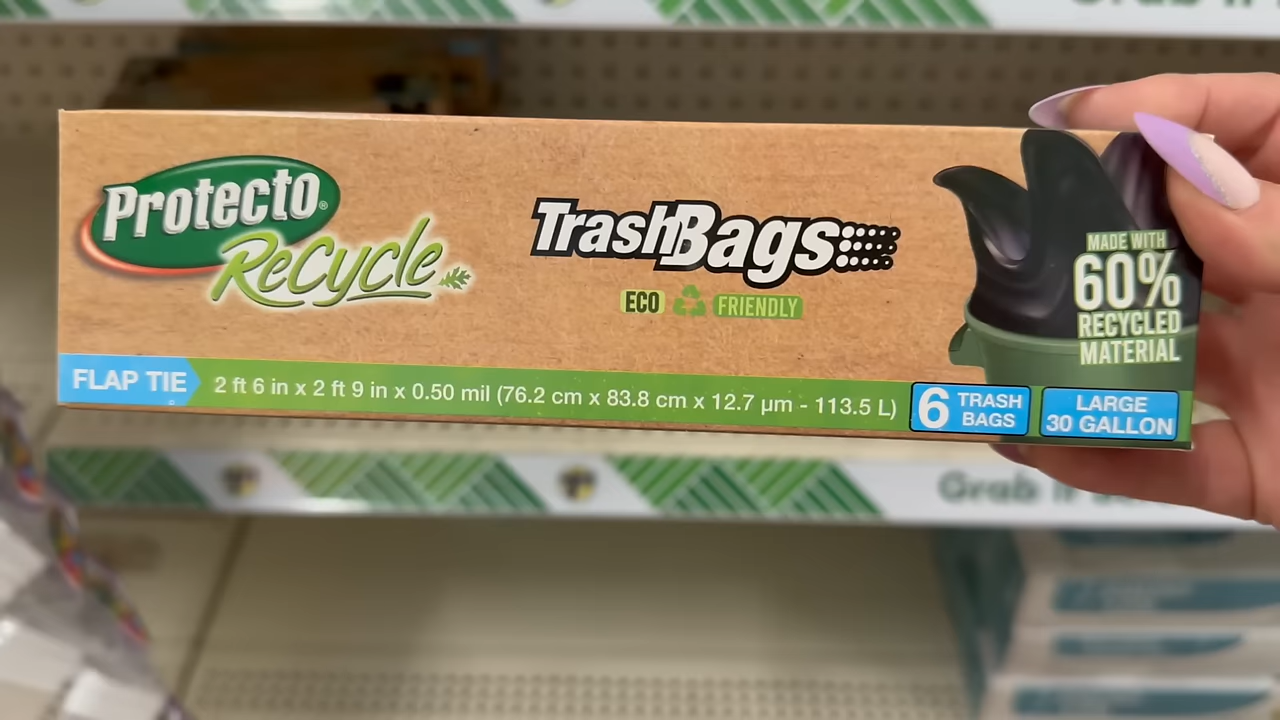 Protecto®
ReCycle
TrashBags
ECO FRIENDLY
MADE WITH
60%
RECYCLED
MATERIAL
FLAP TIE
2 ft 6 in x 2 ft 9 in x 0.50 mil (76.2 cm x 83.8 cm x 12.7 µm - 113.5 L)
6 TRASH
BAGS
LARGE
30 GALLON